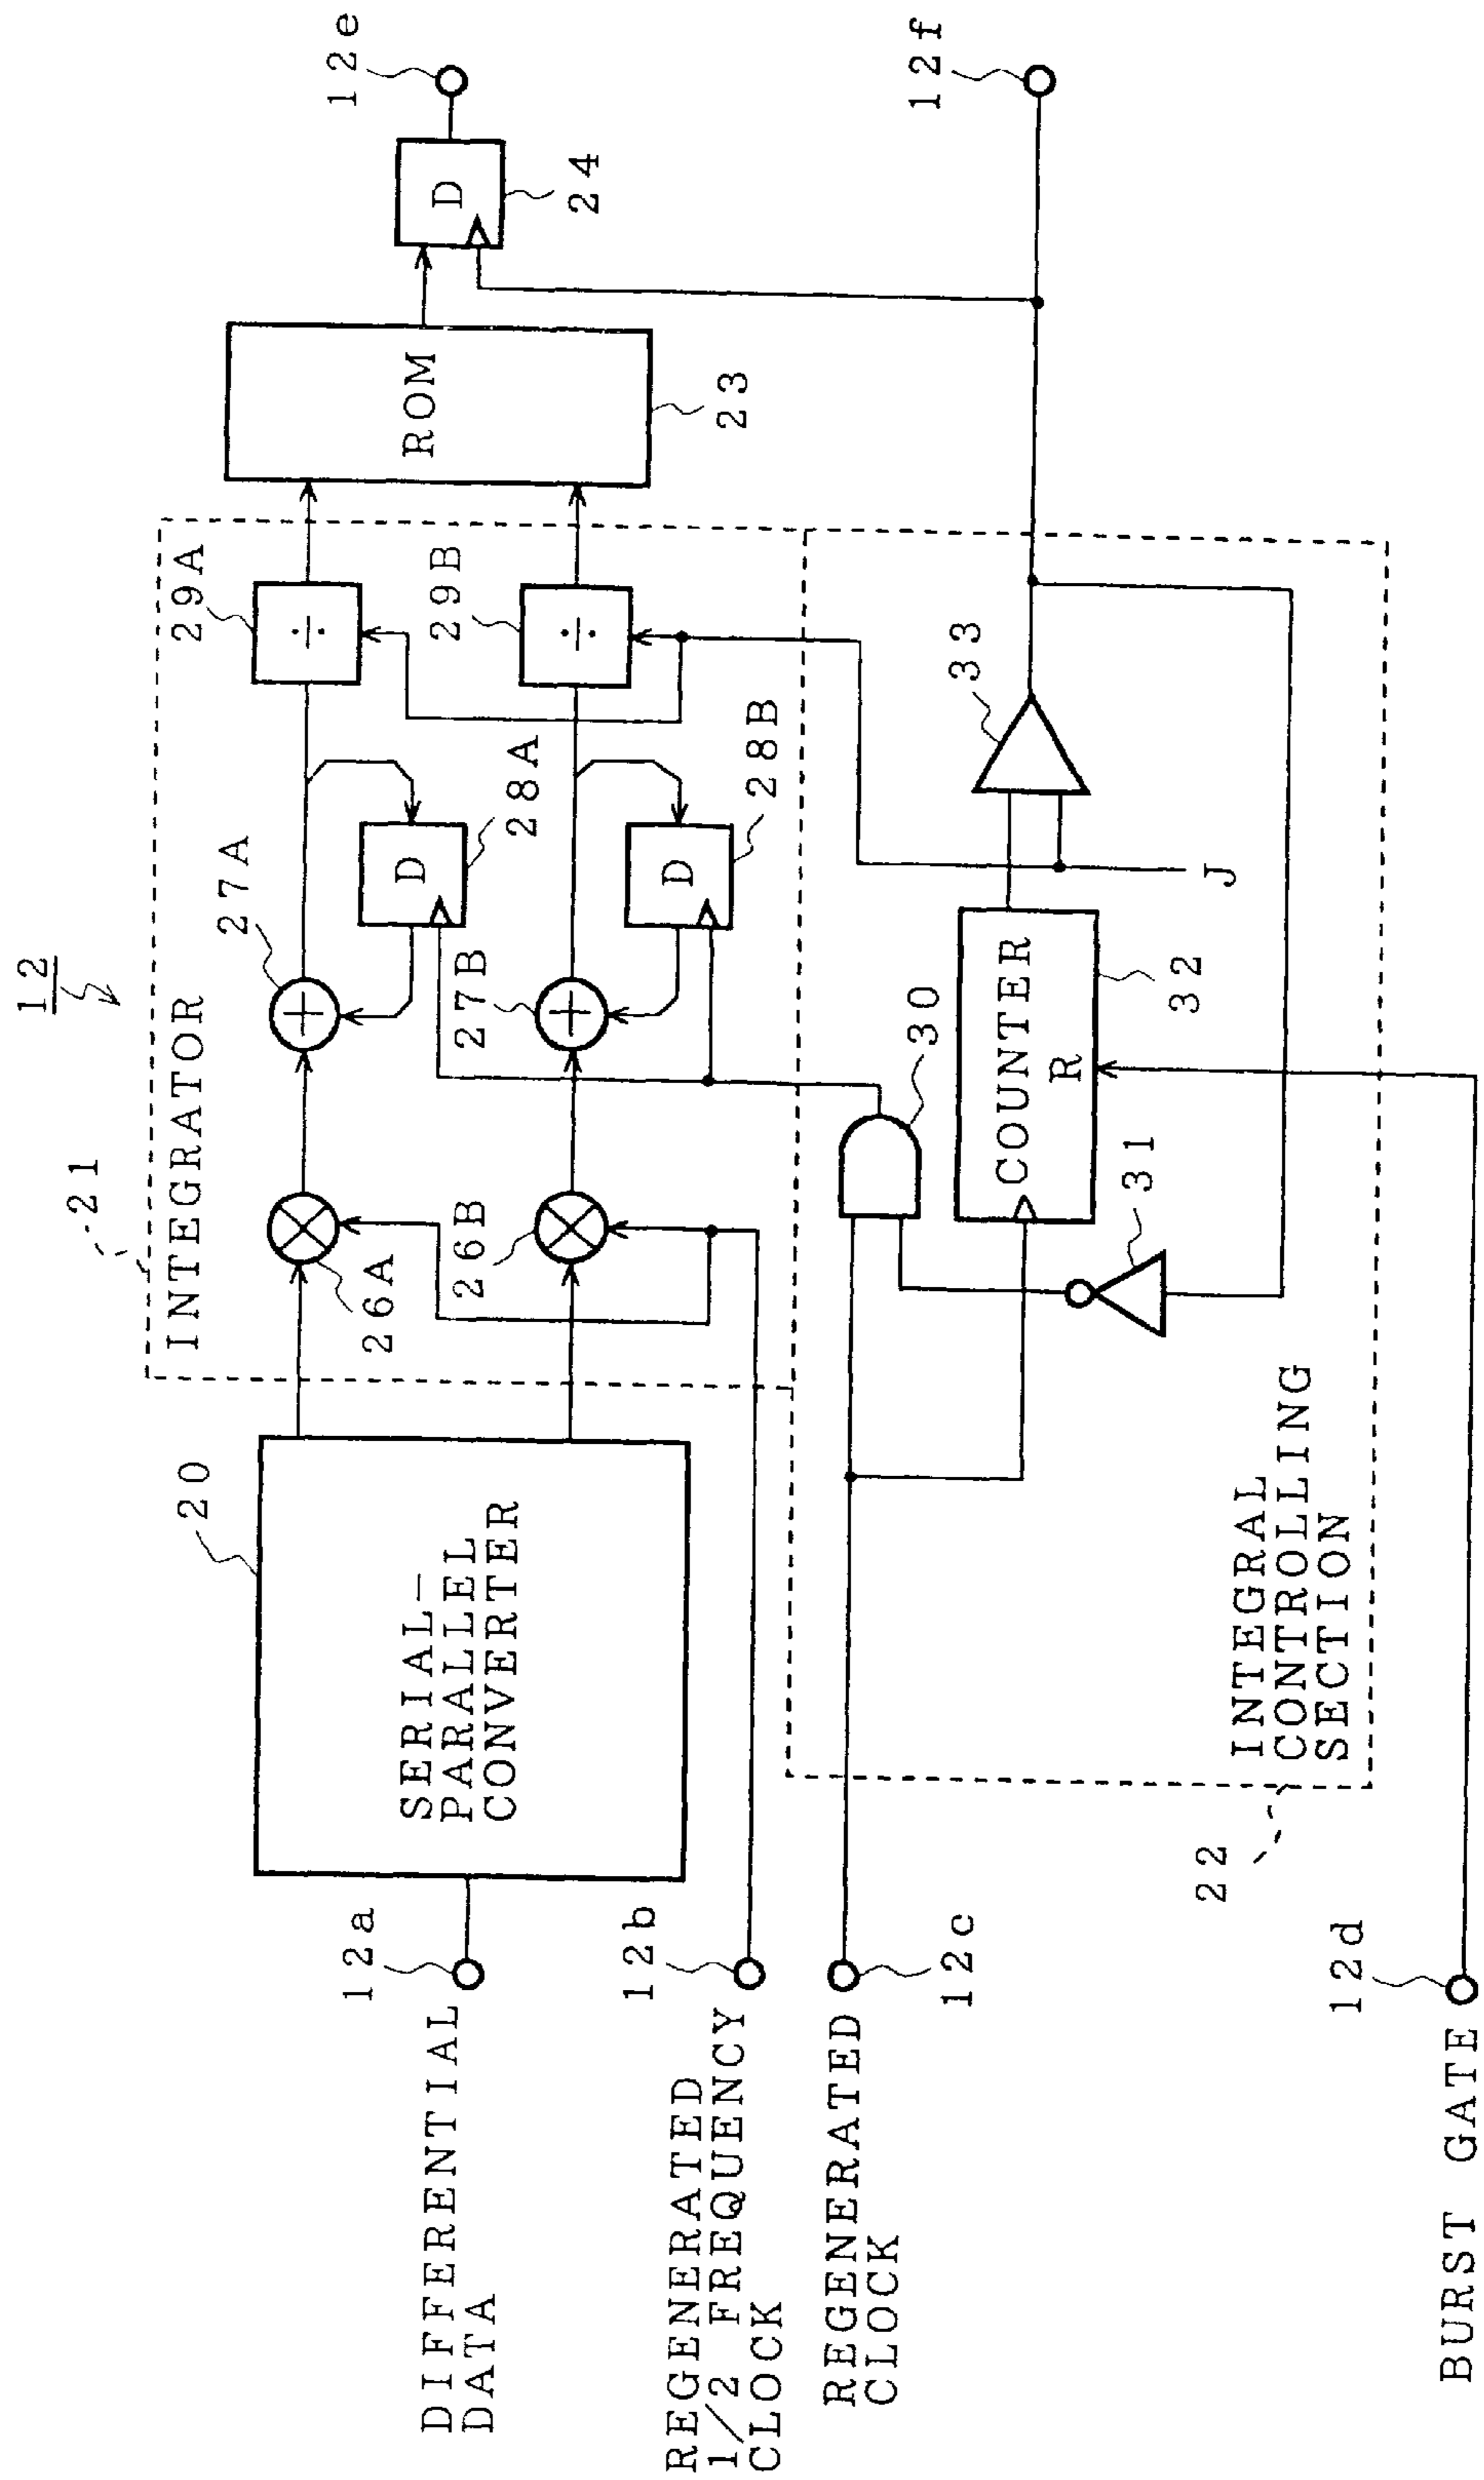 12
21
INTEGRATOR
20
SERIAL-
PARALLEL
CONVERTER
12a
DIFFERENTIAL
DATA
26A
27A
D
28A
29A
÷
ROM
23
D
24
12e
12b
REGENERATED
1/2 FREQUENCY
CLOCK
26B
27B
D
28B
29B
÷
12c
REGENERATED
CLOCK
30
31
COUNTER
R
32
33
J
12f
22
INTEGRAL
CONTROLLING
SECTION
12d
BURST GATE